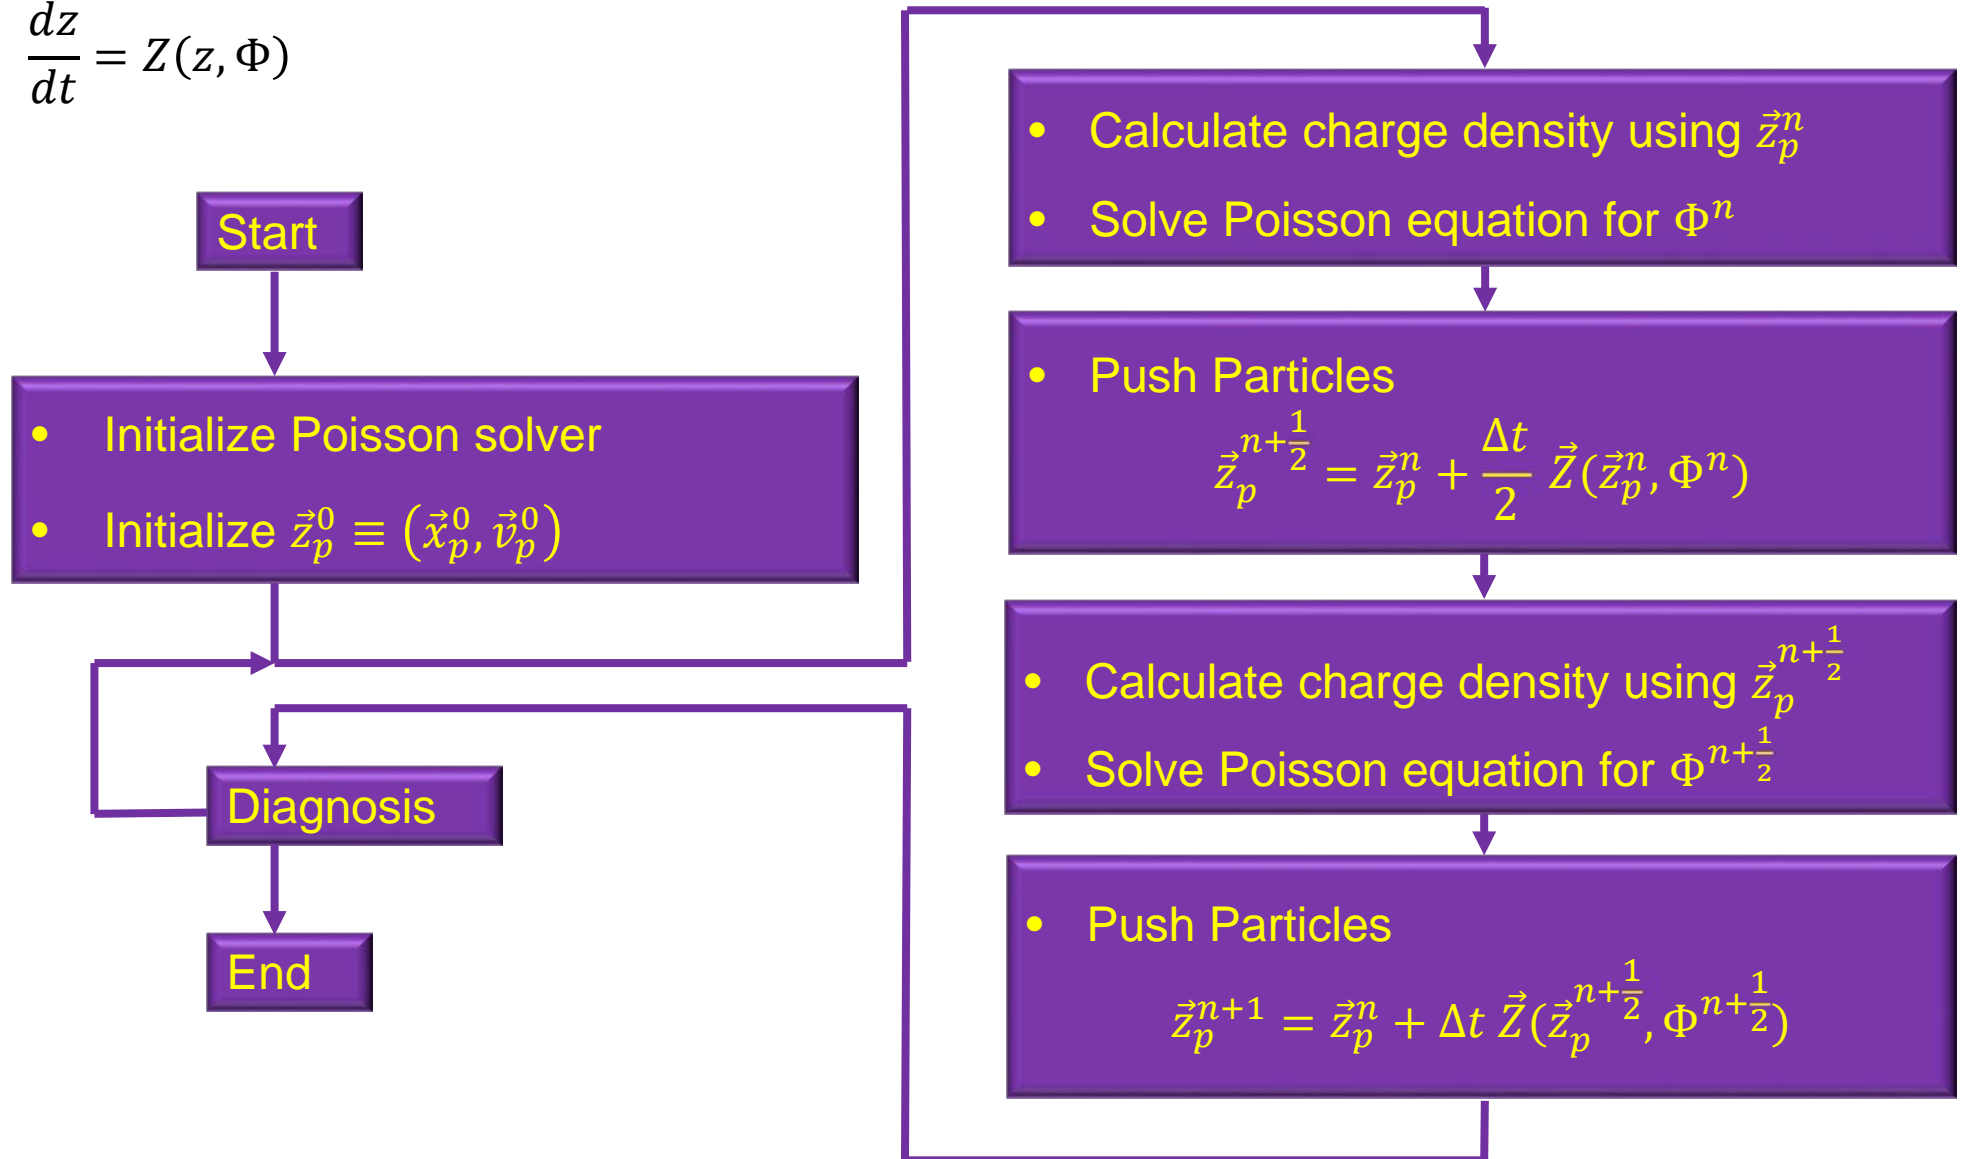 dz/dt = Z(z, Φ)
Start
• Initialize Poisson solver
• Initialize z⃗_p^0 ≡ (x⃗_p^0, v⃗_p^0)
Diagnosis
End
• Calculate charge density using z⃗_p^n
• Solve Poisson equation for Φ^n
• Push Particles
z⃗_p^{n+1/2} = z⃗_p^n + Δt/2 Z⃗(z⃗_p^n, Φ^n)
• Calculate charge density using z⃗_p^{n+1/2}
• Solve Poisson equation for Φ^{n+1/2}
• Push Particles
z⃗_p^{n+1} = z⃗_p^n + Δt Z⃗(z⃗_p^{n+1/2}, Φ^{n+1/2})